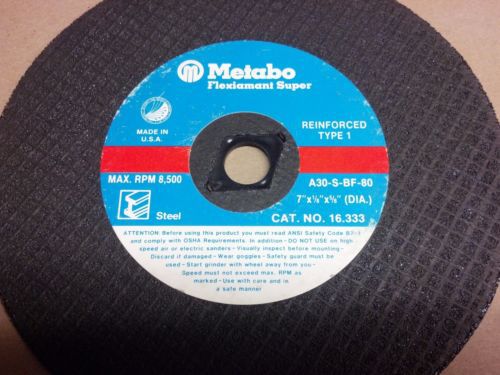 Metabo
Flexiamant Super
MADE IN
U.S.A.
REINFORCED
TYPE 1
MAX. RPM 8,500
A30-S-BF-80
7"x⅛"x⅝" (DIA.)
Steel
CAT. NO. 16.333
ATTENTION: Before using this product you must read ANSI Safety Code B7-1
and comply with OSHA Requirements. In addition - DO NOT USE on high
speed air or electric sanders - Visually inspect before mounting -
Discard if damaged - Wear goggles - Safety guard must be
used - Start grinder with wheel away from you -
Speed must not exceed max. RPM as
marked - Use with care and in
a safe manner